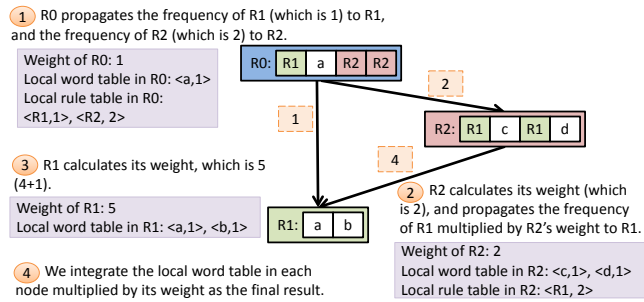 1 R0 propagates the frequency of R1 (which is 1) to R1,
and the frequency of R2 (which is 2) to R2.
Weight of R0: 1
Local word table in R0: <a,1>
Local rule table in R0:
<R1,1>, <R2, 2>
R0: R1 a R2 R2
2
1
R2: R1 c R1 d
4
3 R1 calculates its weight, which is 5
(4+1).
Weight of R1: 5
Local word table in R1: <a,1>, <b,1>
R1: a b
2 R2 calculates its weight (which
is 2), and propagates the frequency
of R1 multiplied by R2's weight to R1.
Weight of R2: 2
Local word table in R2: <c,1>, <d,1>
Local rule table in R2: <R1, 2>
4 We integrate the local word table in each
node multiplied by its weight as the final result.